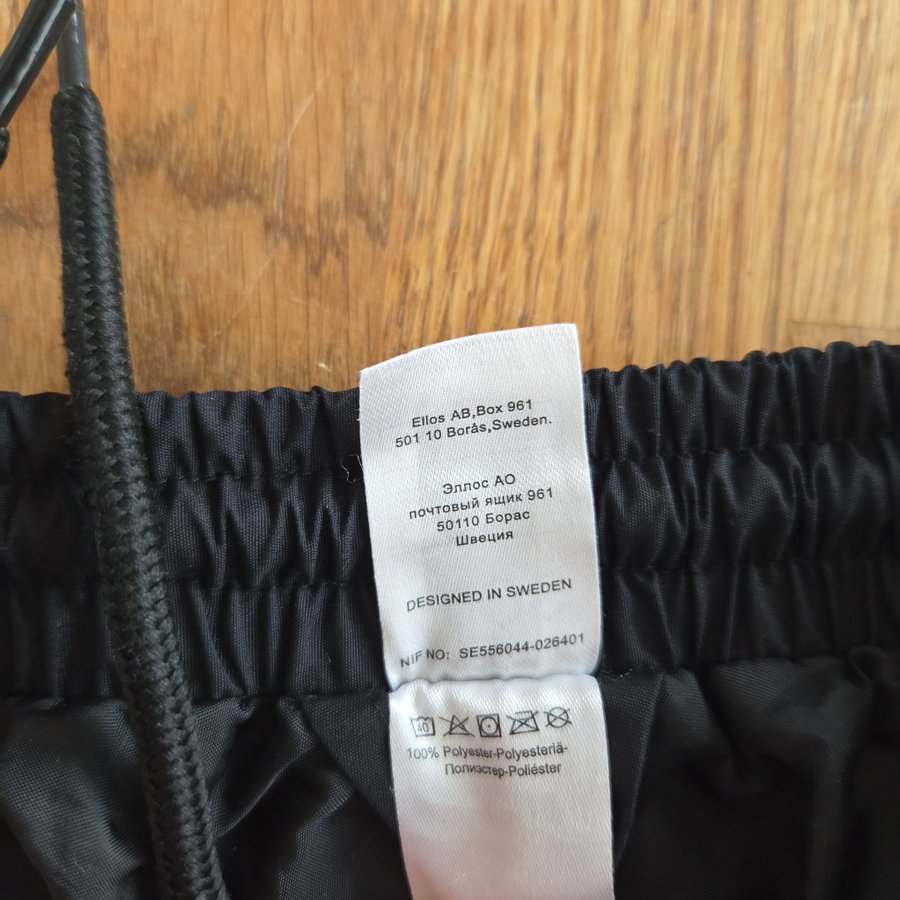 Ellos AB,Box 961
501 10 Borås,Sweden.
Эллос АО
почтовый ящик 961
50110 Борас
Швеция
DESIGNED IN SWEDEN
NIF NO: SE556044-026401
40
100% Polyester-Polyesteriä-
Полиэстер-Poliéster